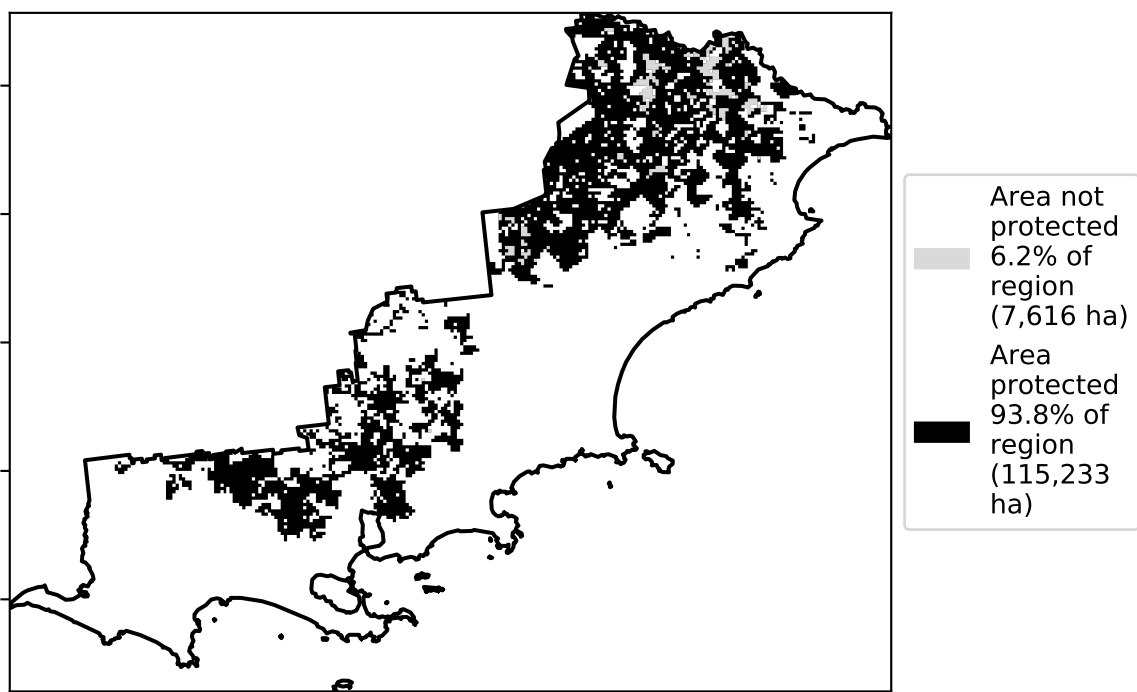 Area not
protected
6.2% of
region
(7,616 ha)
Area
protected
93.8% of
region
(115,233
ha)